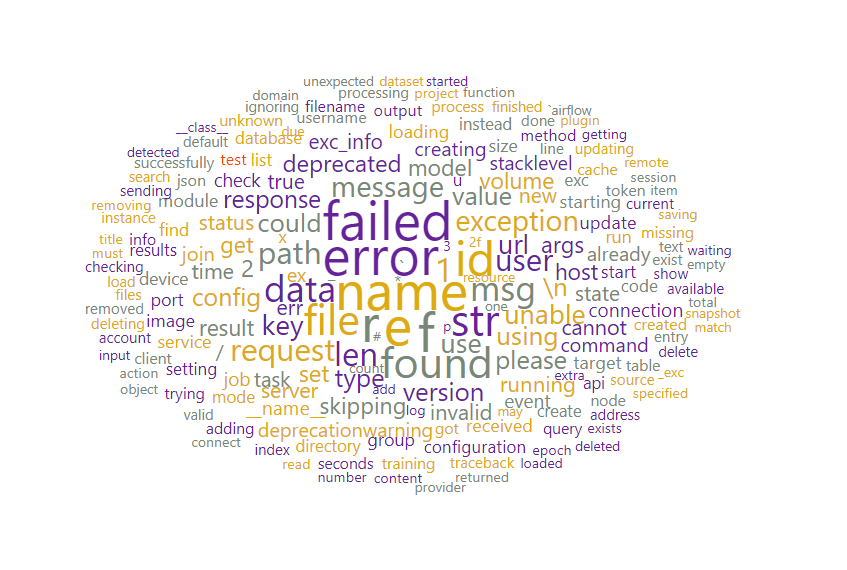 unexpected dataset started
domain processing project function
ignoring filename output process finished `airflow
unknown username instead done plugin
__class__ due loading method getting
default database exc_info creating size line updating
detected test list deprecated model stacklevel cache remote
successfully
search json check true message u volume exc session
sending module response value new starting token item
removing failed exception current
instance status could update saving
find x error 3 2f url args run missing
title info get path id user already text waiting
must results join 1 exist empty
checking time 2 _ ` * resource host start show
load device ex data name msg \n state code available
files config err one total
removed port file r e f str unable connection snapshot
deleting image result key # p using cannot created match
account service / len found use command entry
input client request please target table delete
action setting job task set type count extra api source _exc
object trying mode server add version running node specified
valid __name__ skipping log invalid may event create address
adding deprecationwarning got received query exists
connect group configuration
index directory epoch deleted
read seconds training traceback loaded
number content returned
provider